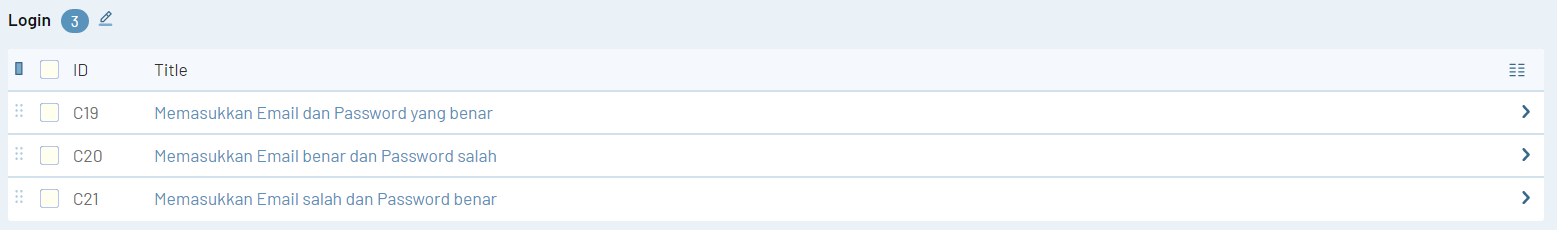 Login 3
ID Title
C19 Memasukkan Email dan Password yang benar
C20 Memasukkan Email benar dan Password salah
C21 Memasukkan Email salah dan Password benar